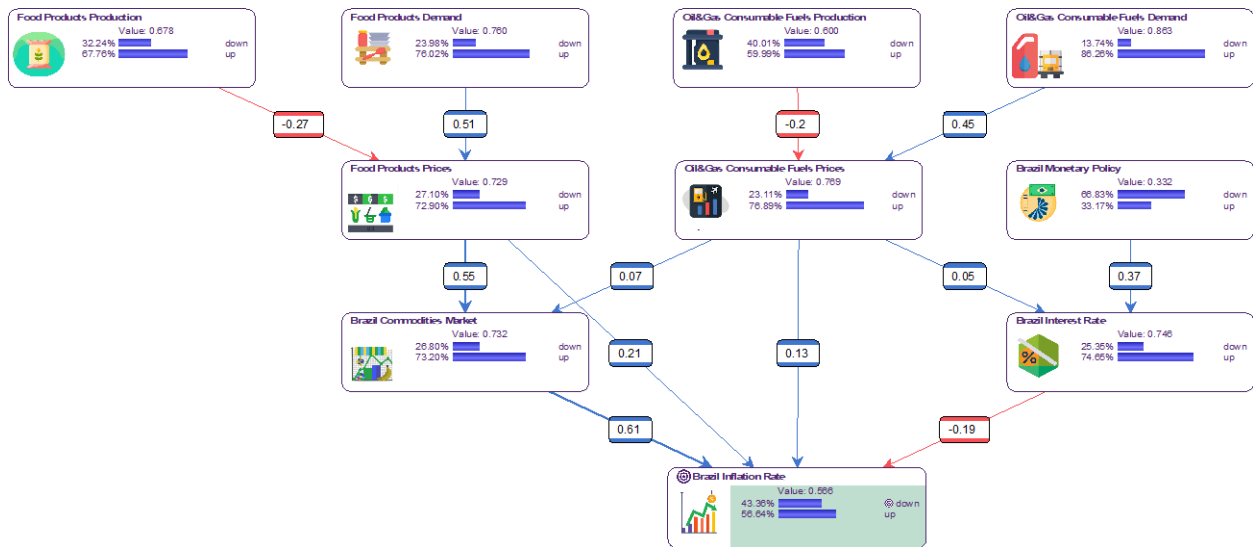 Food Products Production
Value: 0.678
32.24% down
67.76% up
Food Products Demand
Value: 0.760
23.98% down
76.02% up
Oil&Gas Consumable Fuels Production
Value: 0.600
40.01% down
59.99% up
Oil&Gas Consumable Fuels Demand
Value: 0.863
13.74% down
86.26% up
-0.27
0.51
-0.2
0.45
Food Products Prices
Value: 0.729
27.10% down
72.90% up
Oil&Gas Consumable Fuels Prices
Value: 0.769
23.11% down
76.89% up
Brazil Monetary Policy
Value: 0.332
66.83% down
33.17% up
0.55
0.07
0.05
0.37
Brazil Commodities Market
Value: 0.732
26.80% down
73.20% up
0.21
0.13
Brazil Interest Rate
Value: 0.746
25.35% down
74.65% up
0.61
-0.19
Brazil Inflation Rate
Value: 0.566
43.36% down
56.64% up